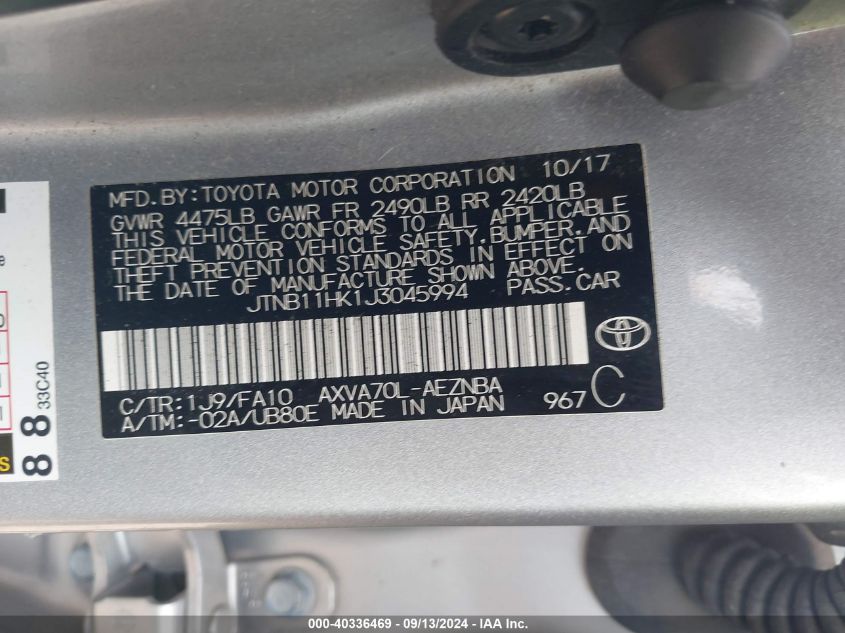 MFD.BY:TOYOTA MOTOR CORPORATION 10/17
GVWR 4475LB GAWR FR 2490LB RR 2420LB
THIS VEHICLE CONFORMS TO ALL APPLICABLE
FEDERAL MOTOR VEHICLE SAFETY,BUMPER,AND
THEFT PREVENTION STANDARDS IN EFFECT ON
THE DATE OF MANUFACTURE SHOWN ABOVE.
JTNB11HK1J3045994 PASS.CAR
C/TR:1J9/FA10 AXVA70L-AEZNBA
A/TM:-02A/UB80E MADE IN JAPAN 967 C
88
33C40
000-40336469 - 09/13/2024 - IAA Inc.